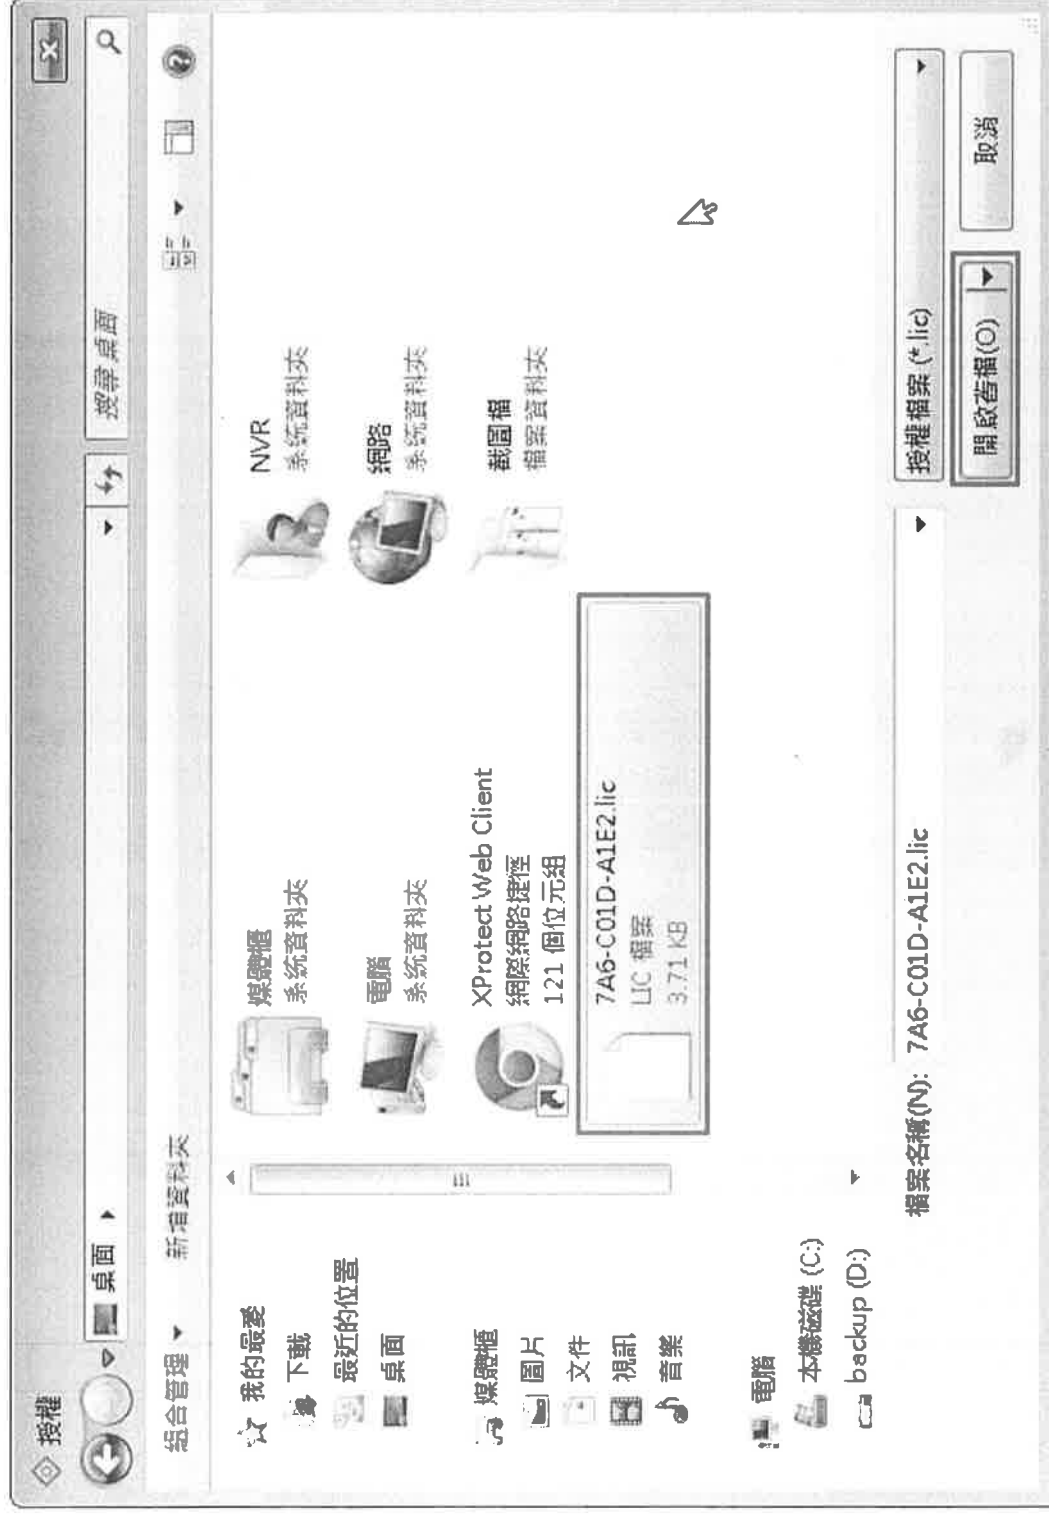 授權
桌面
搜尋 桌面
組合管理
新增資料夾
我的最愛
下載
最近的位置
桌面
媒體櫃
圖片
文件
視訊
音樂
電腦
本機磁碟 (C:)
backup (D:)
媒體櫃
系統資料夾
NVR
系統資料夾
電腦
系統資料夾
網路
系統資料夾
XProtect Web Client
網際網路捷徑
121 個位元組
截圖檔
檔案資料夾
7A6-C01D-A1E2.lic
LIC 檔案
3.71 KB
檔案名稱(N): 7A6-C01D-A1E2.lic
授權檔案 (*.lic)
開啟舊檔(O)
取消